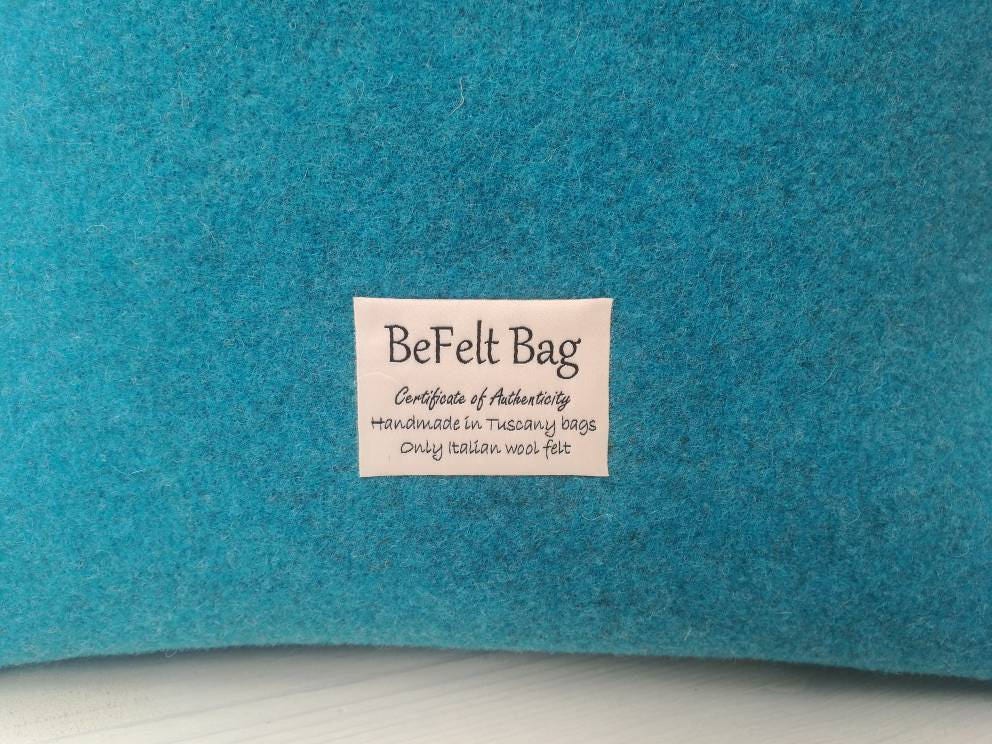 BeFelt Bag
Certificate of Authenticity
Handmade in Tuscany bags
Only Italian wool felt